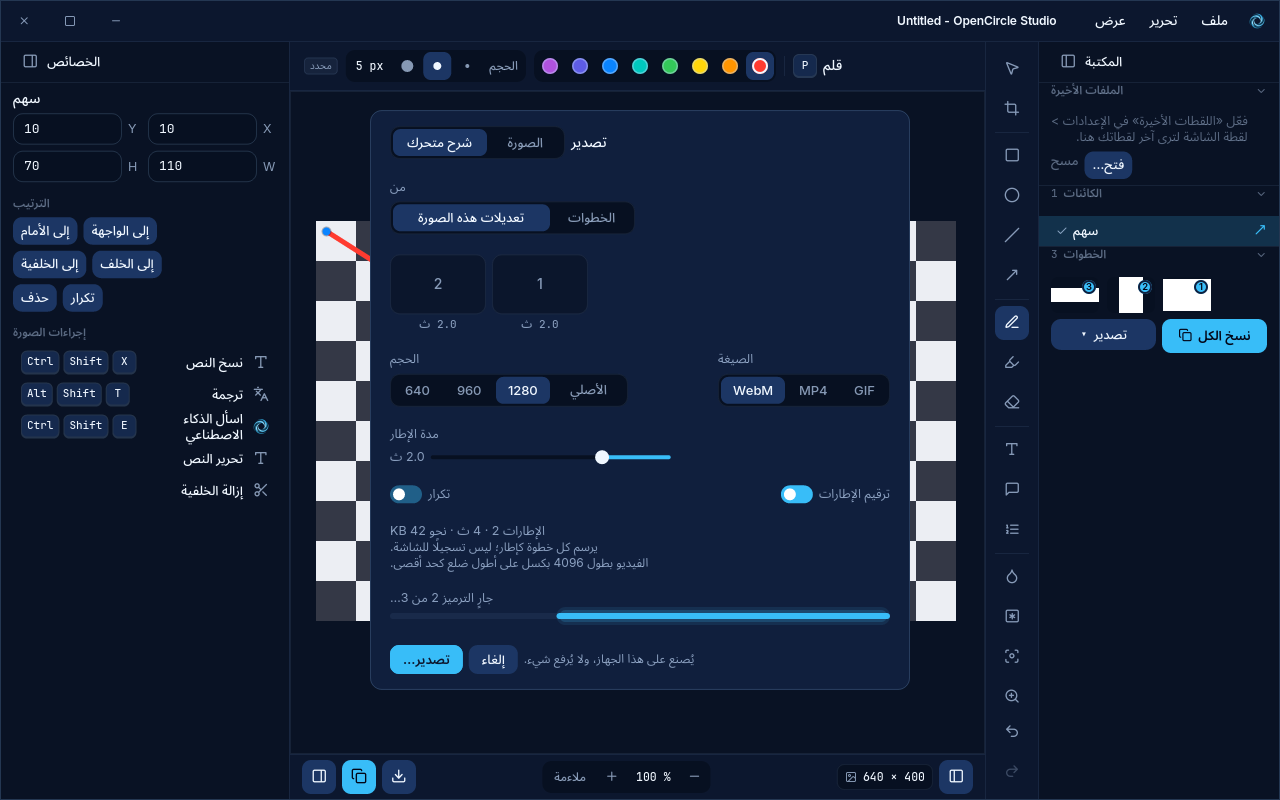 ملف تحرير عرض Untitled - OpenCircle Studio
المكتبة
الملفات الأخيرة
فعّل «اللقطات الأخيرة» في الإعدادات >
لقطة الشاشة لترى آخر لقطاتك هنا.
فتح... مسح
الكائنات 1
سهم
الخطوات 3
1 2 3
نسخ الكل تصدير
قلم P الحجم 5 px محدد
تصدير الصورة شرح متحرك
من
الخطوات تعديلات هذه الصورة
1 2
2.0 ث 2.0 ث
الصيغة الحجم
GIF MP4 WebM الأصلي 1280 960 640
مدة الإطار
2.0 ث
ترقيم الإطارات تكرار
الإطارات 2 · 4 ث · نحو 42 KB
يرسم كل خطوة كإطار؛ ليس تسجيلًا للشاشة.
الفيديو بطول 4096 بكسل على أطول ضلع كحد أقصى.
جارٍ الترميز 2 من 3...
يُصنع على هذا الجهاز، ولا يُرفع شيء. إلغاء تصدير...
640 × 400 100 % ملاءمة
الخصائص
سهم
X 10 Y 10
W 110 H 70
الترتيب
إلى الواجهة إلى الأمام
إلى الخلف إلى الخلفية
تكرار حذف
إجراءات الصورة
نسخ النص Ctrl Shift X
ترجمة Alt Shift T
اسأل الذكاء
الاصطناعي Ctrl Shift E
تحرير النص
إزالة الخلفية